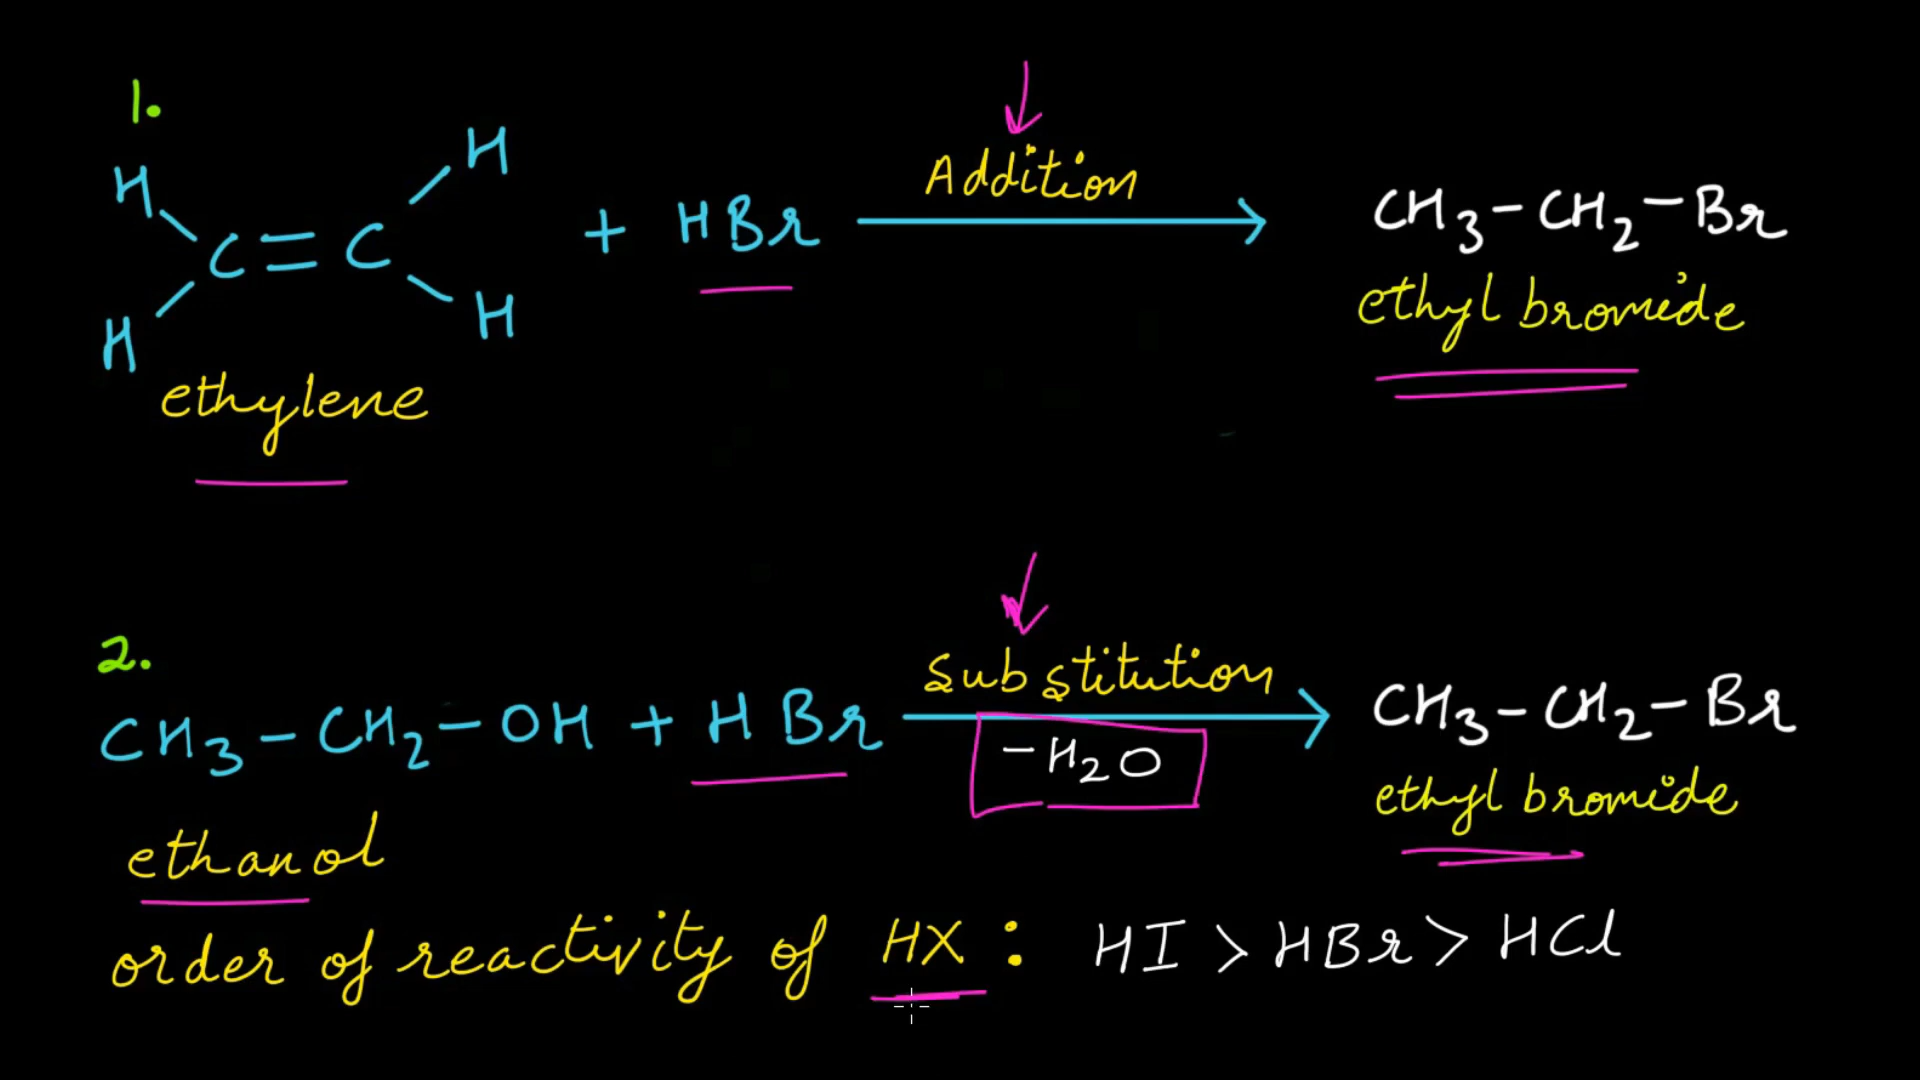 1.
H H
C = C + HBr Addition CH3-CH2-Br
H H
ethylene ethyl bromide
2.
CH3-CH2-OH + HBr Substitution CH3-CH2-Br
-H2O
ethanol ethyl bromide
order of reactivity of HX : HI > HBr > HCl